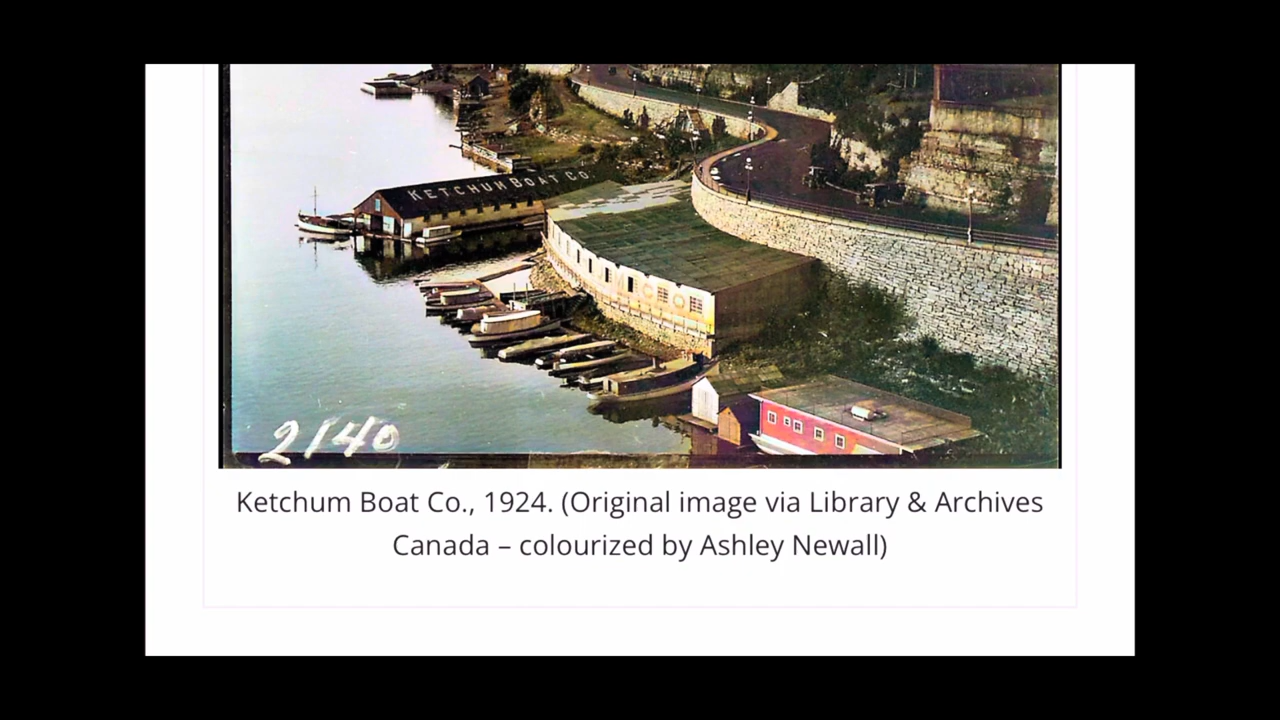 KETCHUM BOAT CO.
2140
Ketchum Boat Co., 1924. (Original image via Library & Archives
Canada – colourized by Ashley Newall)